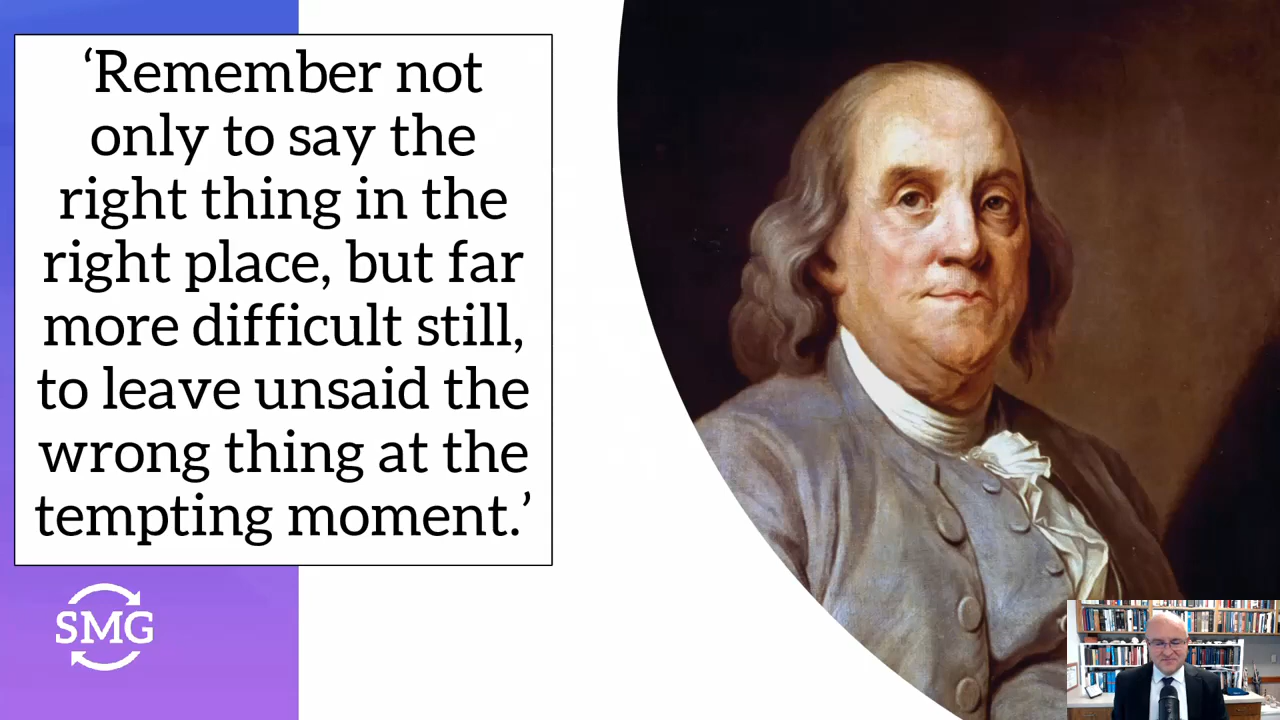 ‘Remember not
only to say the
right thing in the
right place, but far
more difficult still,
to leave unsaid the
wrong thing at the
tempting moment.’
SMG